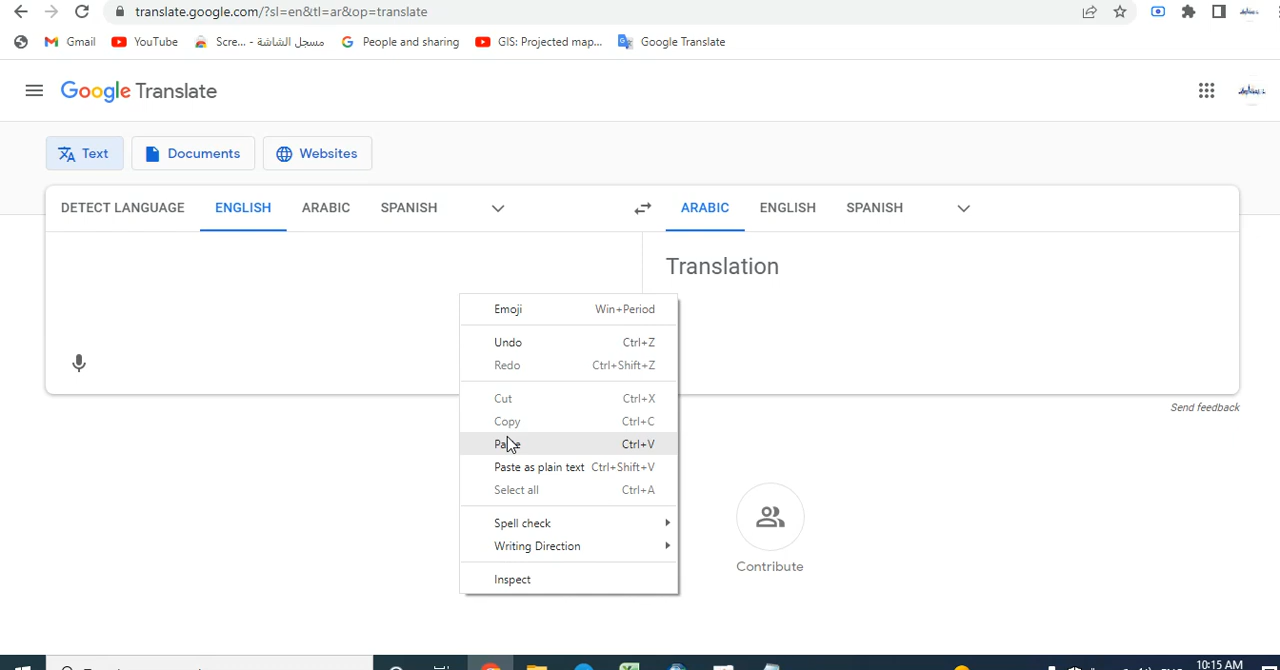 translate.google.com/?sl=en&tl=ar&op=translate
Gmail YouTube Scre... - مسجل الشاشة People and sharing GIS: Projected map... Google Translate
Google Translate
Text Documents Websites
DETECT LANGUAGE ENGLISH ARABIC SPANISH ARABIC ENGLISH SPANISH
Translation
Emoji Win+Period
Undo Ctrl+Z
Redo Ctrl+Shift+Z
Cut Ctrl+X
Copy Ctrl+C
Send feedback
Paste Ctrl+V
Paste as plain text Ctrl+Shift+V
Select all Ctrl+A
Spell check
Writing Direction
Contribute
Inspect
10:15 AM